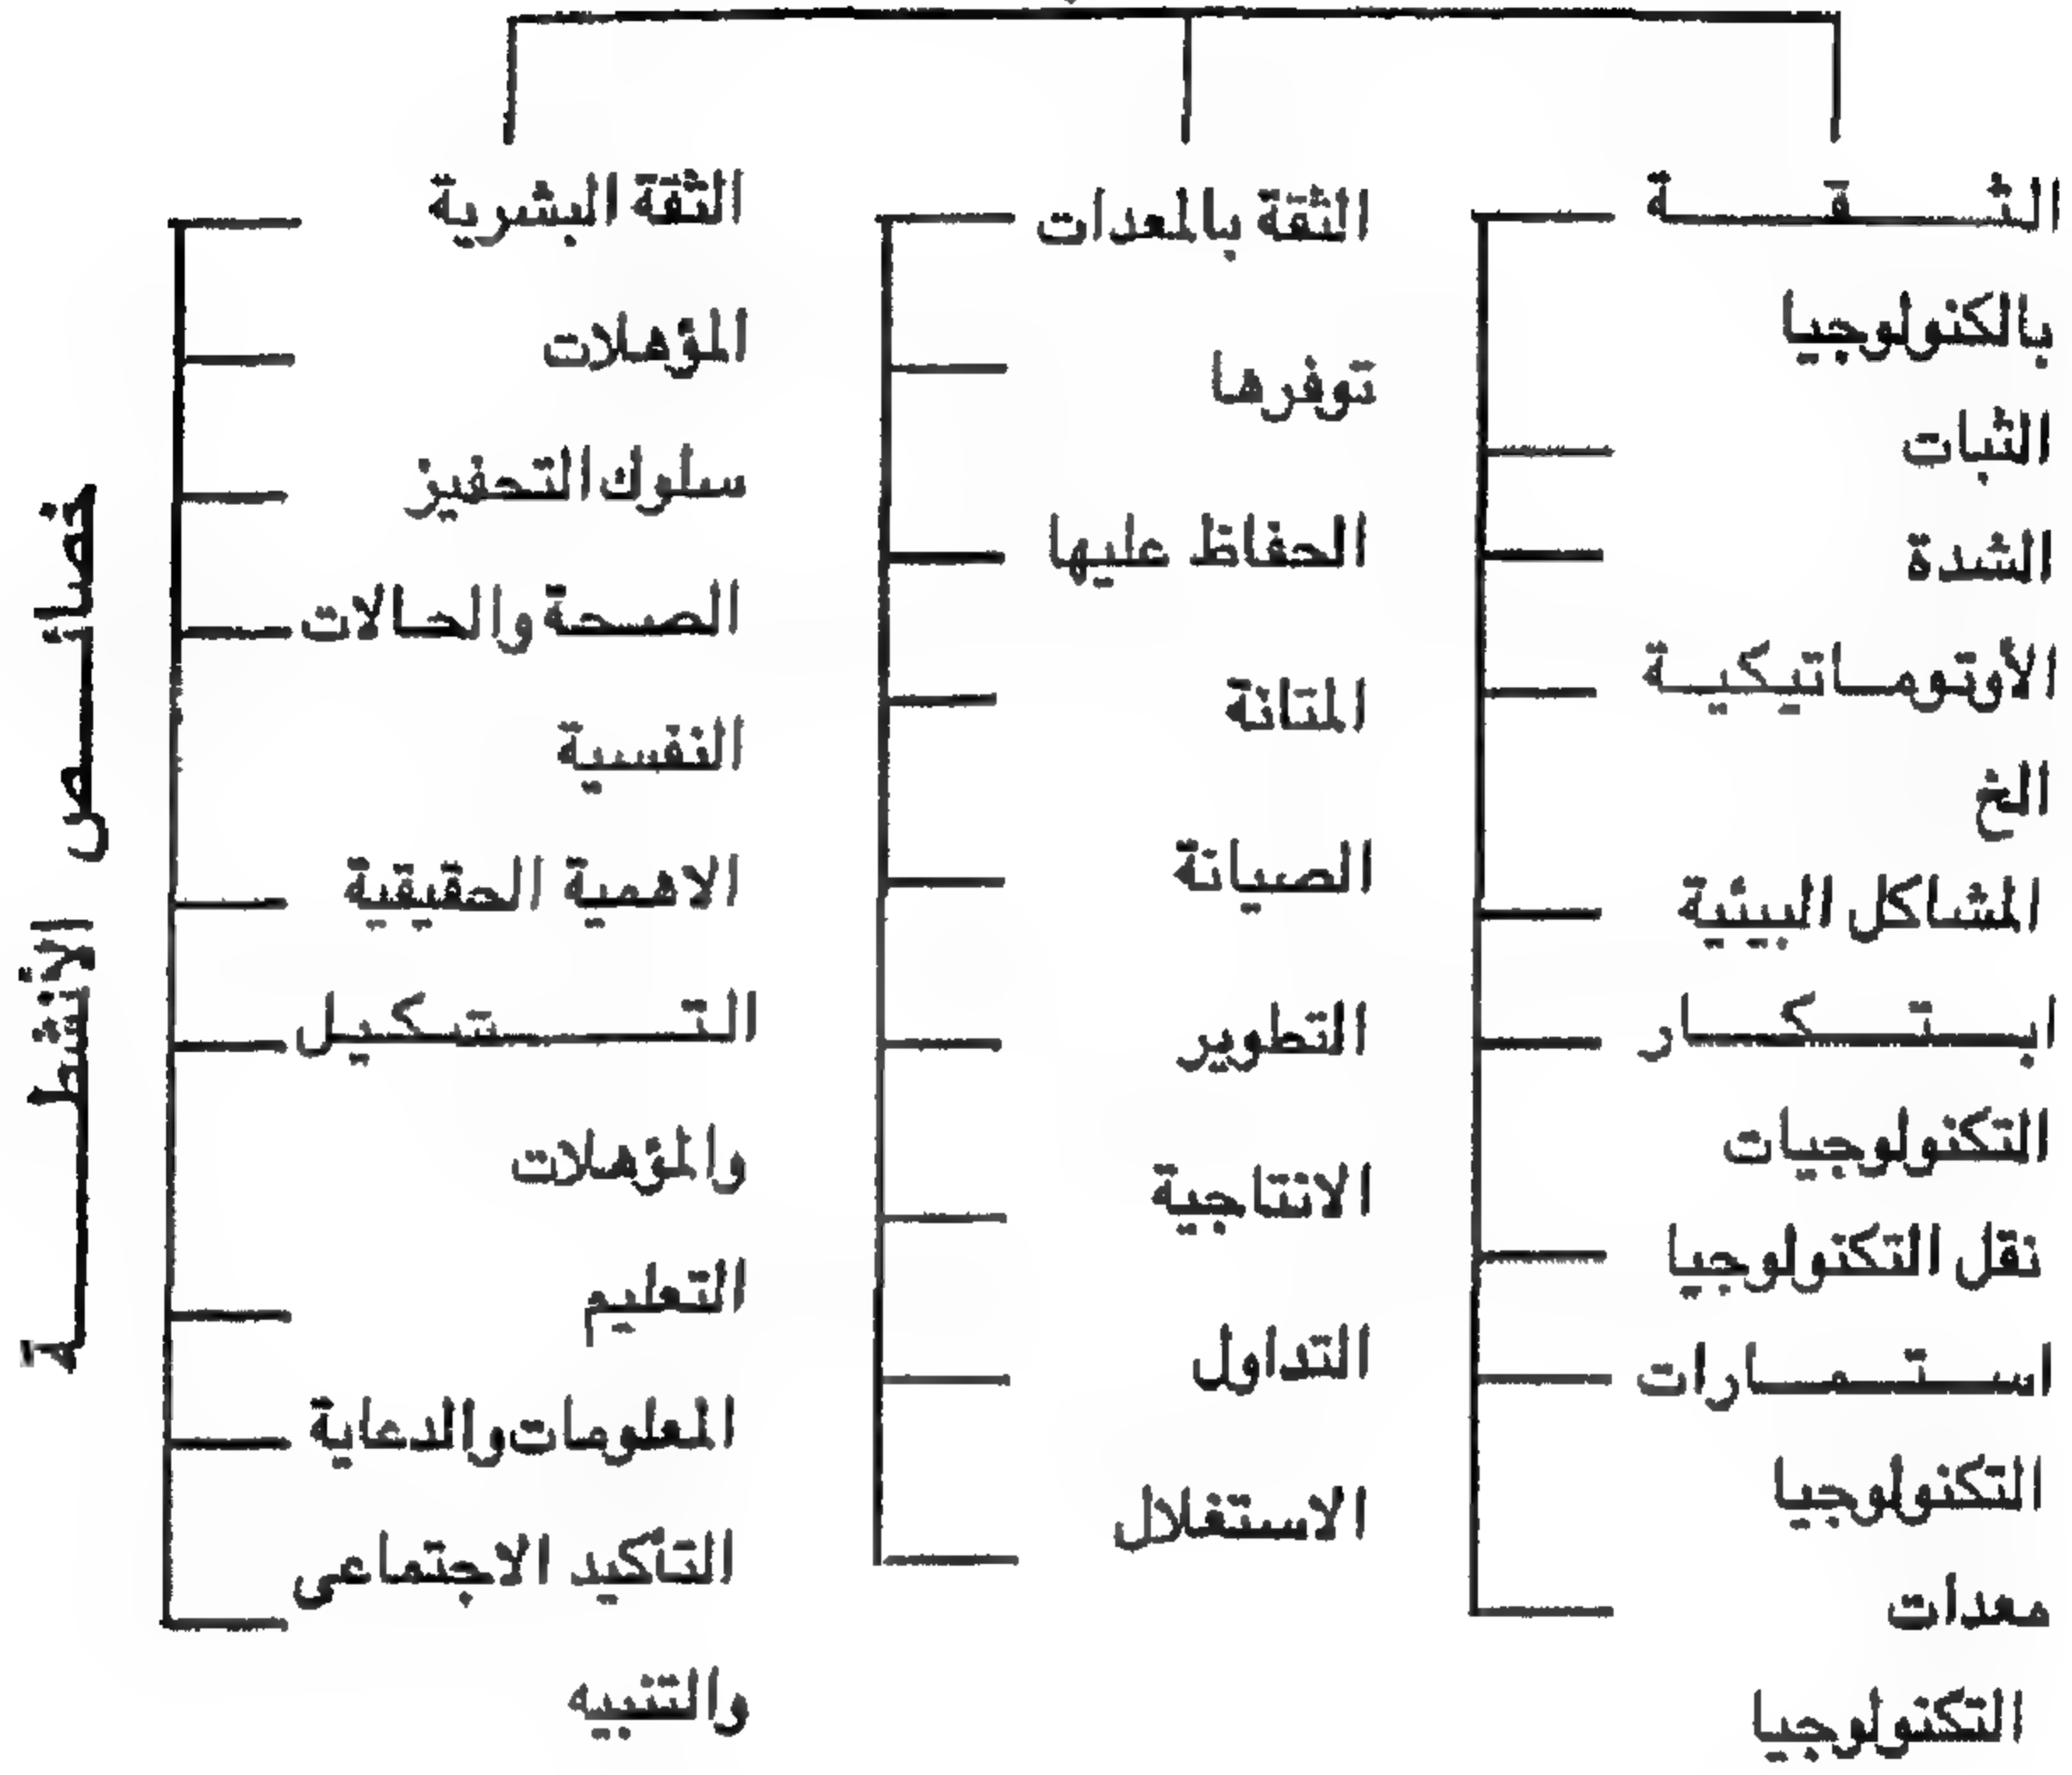 الثقة
بالكنولوجيا
الثبات
الشدة
الأوتوماتيكية
الخ
المشاكل البيئية
ابتكار
التكنولوجيات
نقل التكنولوجيا
استمارات
التكنولوجيا
معدات
التكنولوجيا
الثقة بالمعدات
توفرها
الحفاظ عليها
المتانة
الصيانة
التطوير
الانتاجية
التداول
الاستغلال
الثقة البشرية
المؤهلات
سلوك التحفيز
الصحة والحالات
النفسية
الاهمية الحقيقية
التشكيل
والمؤهلات
التعليم
المعلومات والدعاية
التأكيد الاجتماعى
والتنبيه
خصائص الأنشطة